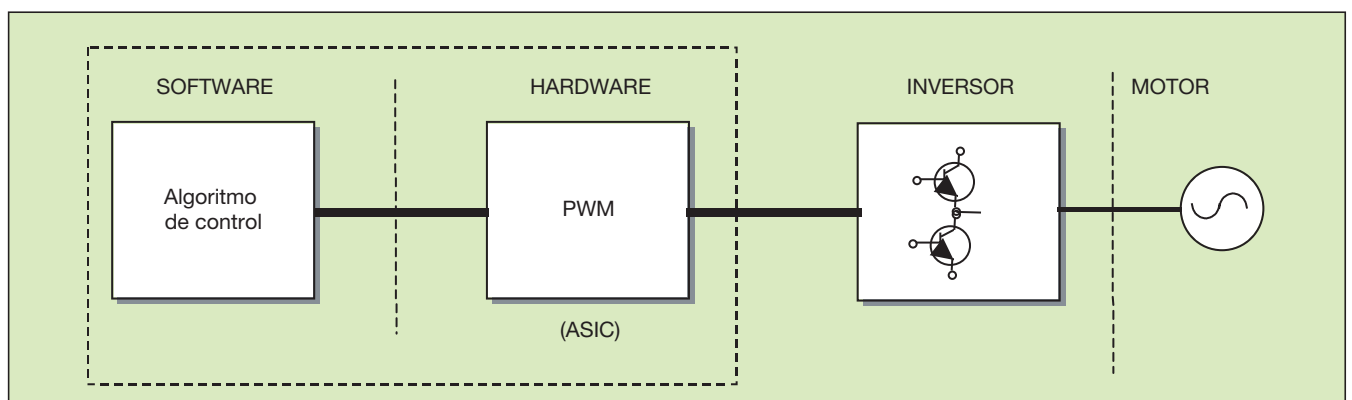 SOFTWARE
HARDWARE
INVERSOR
MOTOR
Algoritmo
de control
PWM
(ASIC)